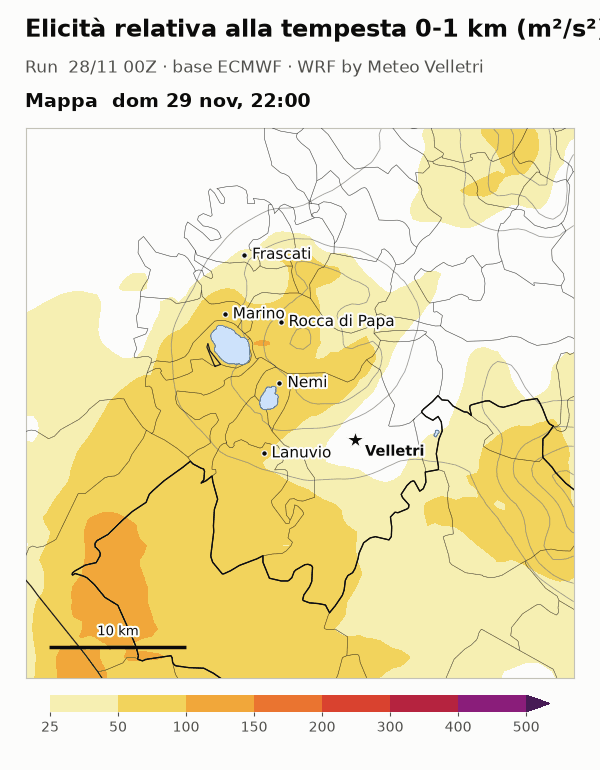 Elicità relativa alla tempesta 0-1 km (m²/s²)
Run 28/11 00Z · base ECMWF · WRF by Meteo Velletri
Mappa dom 29 nov, 22:00
Frascati
Marino
Rocca di Papa
Nemi
Velletri
Lanuvio
10 km
25 50 100 150 200 300 400 500